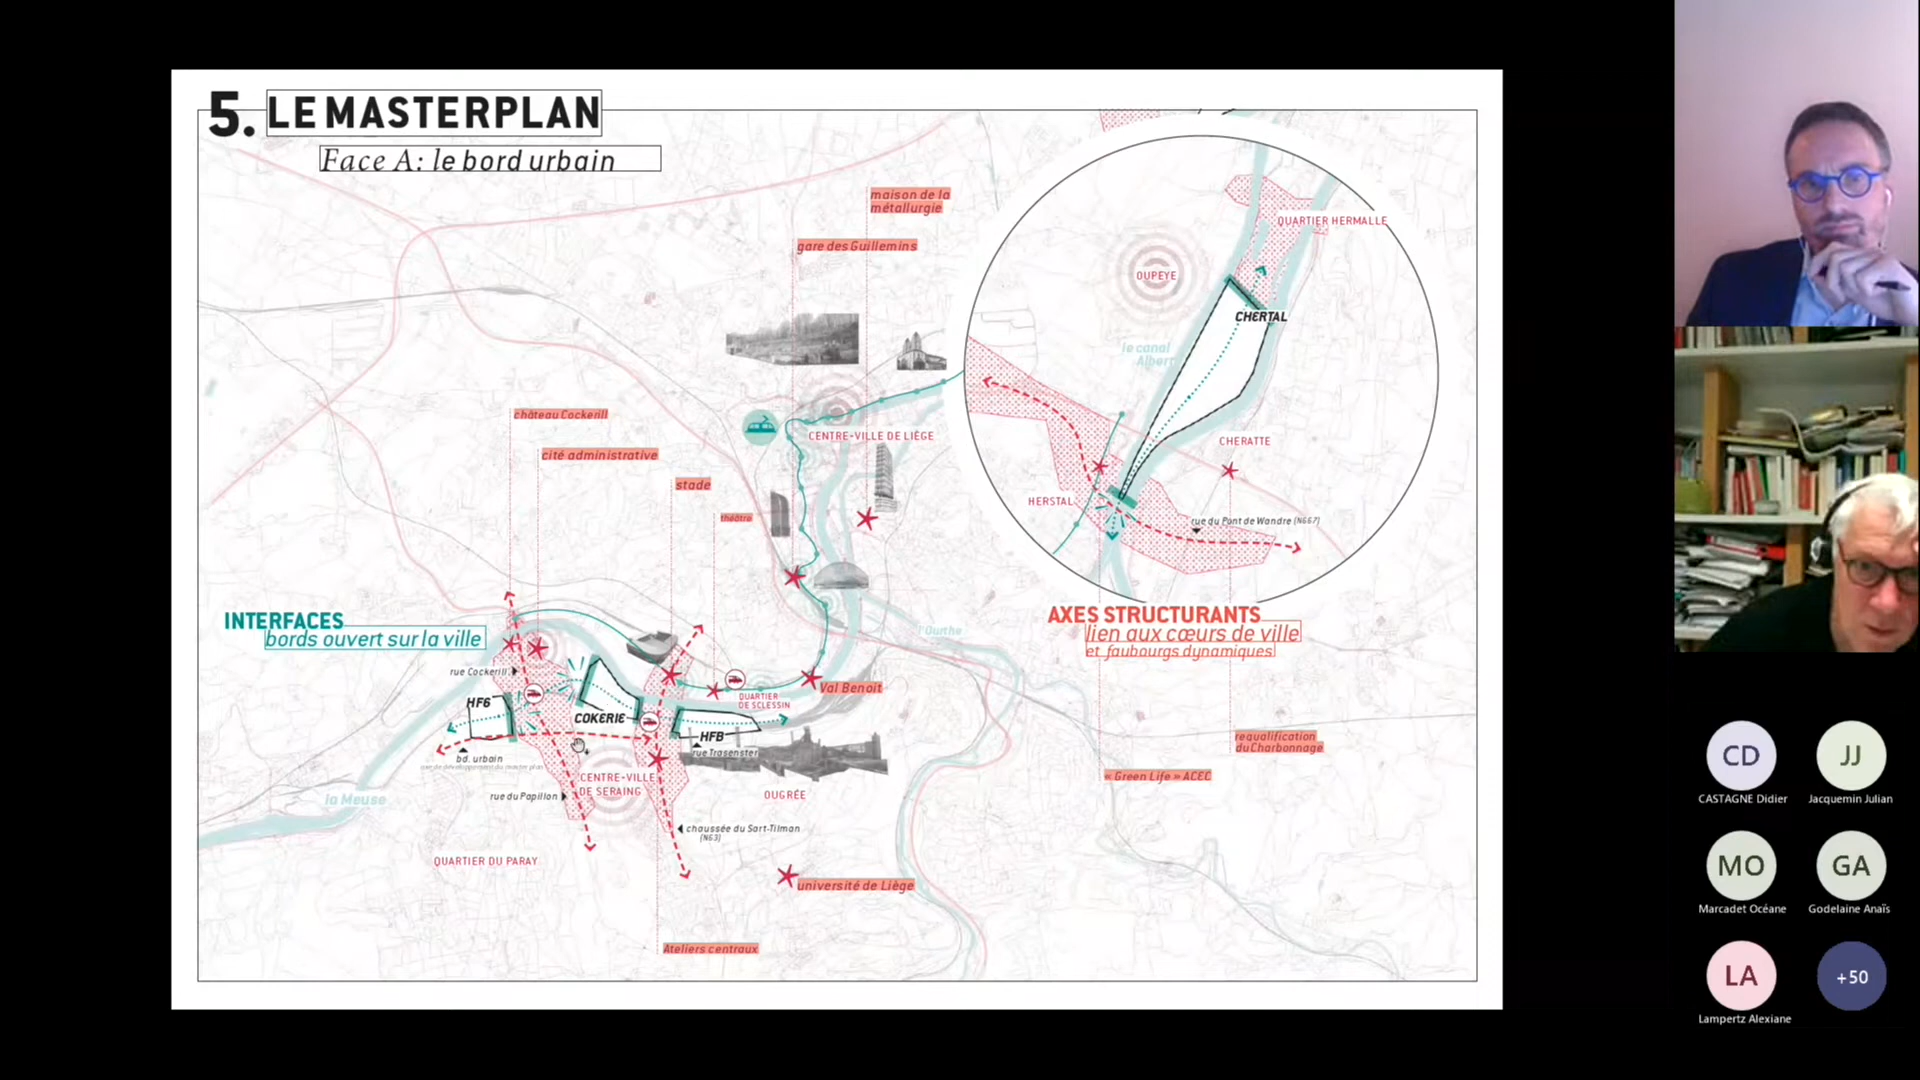 5. LE MASTERPLAN
Face A: le bord urbain
maison de la
métallurgie
gare des Guillemins
QUARTIER HERMALLE
OUPEYE
CHERTAL
le canal
Albert
château Cockerill
CENTRE-VILLE DE LIÈGE
CHERATTE
cité administrative
stade
HERSTAL
théâtre
rue du Pont de Wandre (N667)
INTERFACES
bords ouvert sur la ville
AXES STRUCTURANTS
lien aux cœurs de ville
et faubourgs dynamiques
l'Ourthe
rue Cockerill
Val Benoit
QUARTIER
DE SCLESSIN
HF6
COKERIE
HFB
rue Trasenster
requalification
du Charbonnage
bd. urbain
axe de développement du master plan
CENTRE-VILLE
DE SERAING
« Green Life » ACEC
rue du Papillon
OUGRÉE
la Meuse
chaussée du Sart-Tilman
(N63)
QUARTIER DU PARAY
université de Liège
Ateliers centraux
CD
JJ
CASTAGNE Didier
Jacquemin Julian
MO
GA
Marcadet Océane
Godelaine Anaïs
LA
+50
Lampertz Alexiane